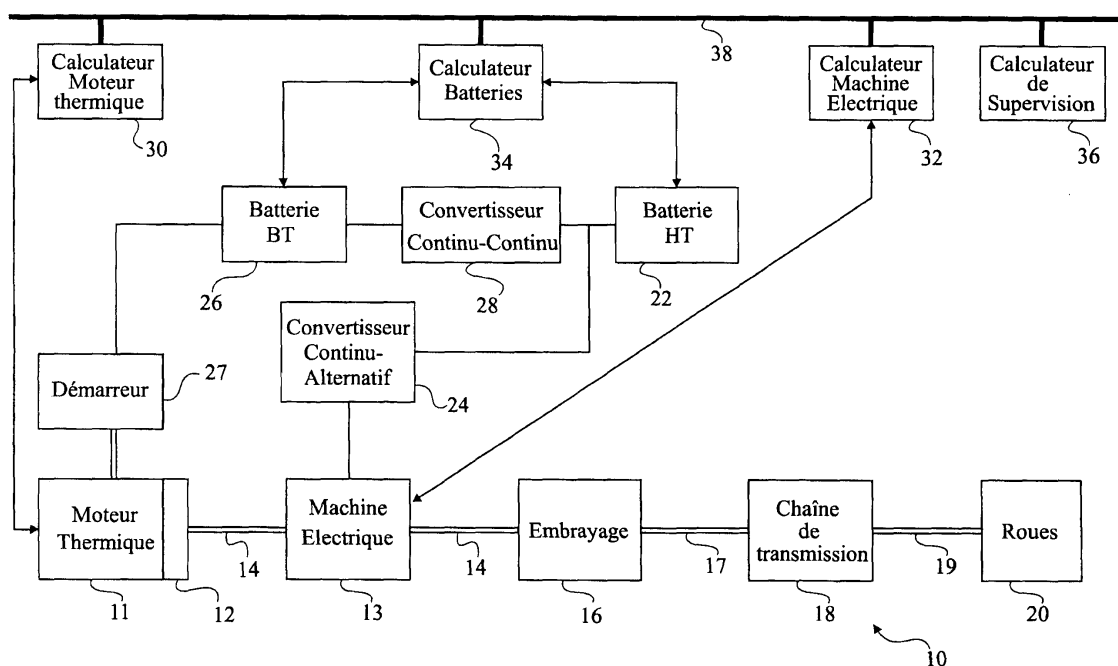 38
Calculateur
Moteur
thermique
30
Calculateur
Batteries
34
Calculateur
Machine
Electrique
32
Calculateur
de
Supervision
36
Batterie
BT
26
Convertisseur
Continu-Continu
28
Batterie
HT
22
Convertisseur
Continu-
Alternatif
24
Démarreur
27
Moteur
Thermique
11
12
14
Machine
Electrique
13
14
Embrayage
16
17
Chaîne
de
transmission
18
19
Roues
20
10